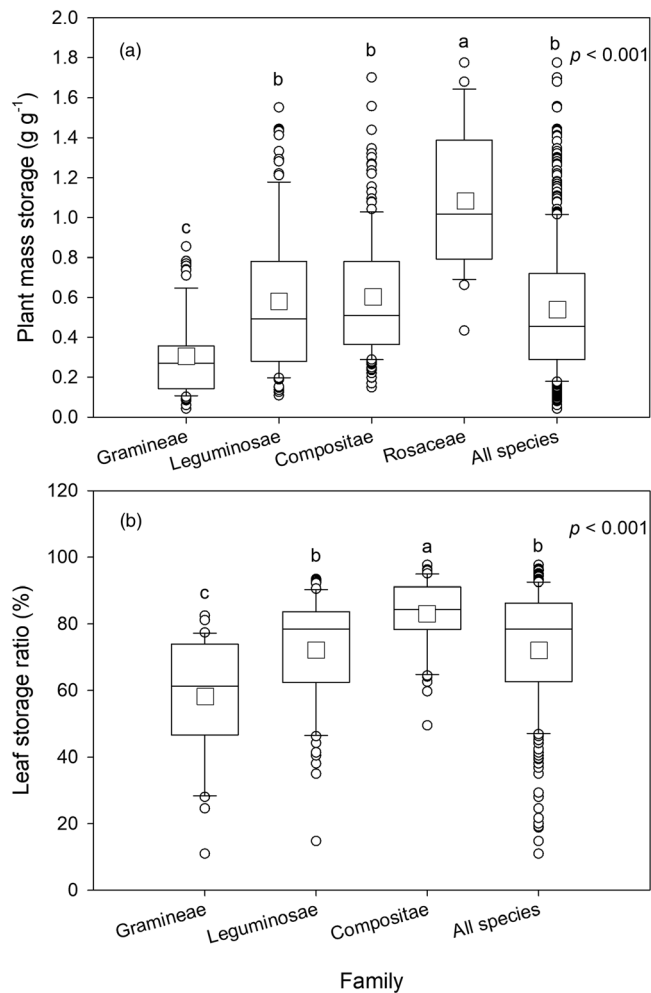 (a)
p < 0.001
Plant mass storage (g g⁻¹)
2.0
1.8
1.6
1.4
1.2
1.0
0.8
0.6
0.4
0.2
0.0
c
b
b
a
b
Gramineae
Leguminosae
Compositae
Rosaceae
All species
(b)
p < 0.001
Leaf storage ratio (%)
120
100
80
60
40
20
0
c
b
a
b
Gramineae
Leguminosae
Compositae
All species
Family